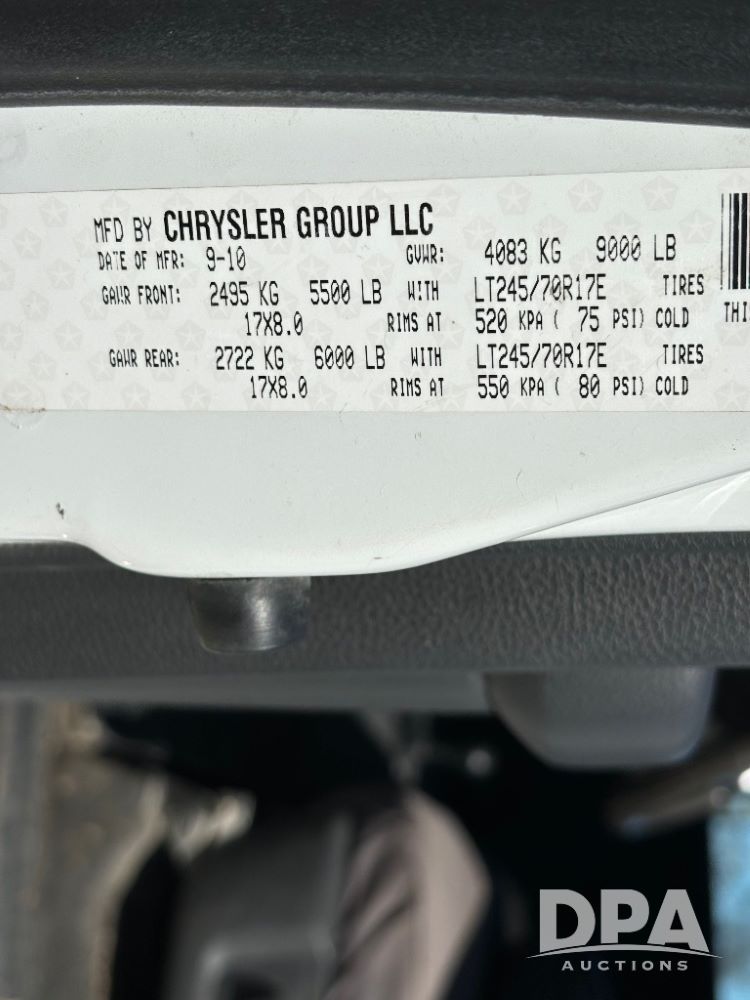 MFD BY CHRYSLER GROUP LLC
DATE OF MFR: 9-10 GVWR: 4083 KG 9000 LB
GAWR FRONT: 2495 KG 5500 LB WITH LT245/70R17E TIRES
17X8.0 RIMS AT 520 KPA ( 75 PSI) COLD
GAWR REAR: 2722 KG 6000 LB WITH LT245/70R17E TIRES
17X8.0 RIMS AT 550 KPA ( 80 PSI) COLD
DPA
AUCTIONS